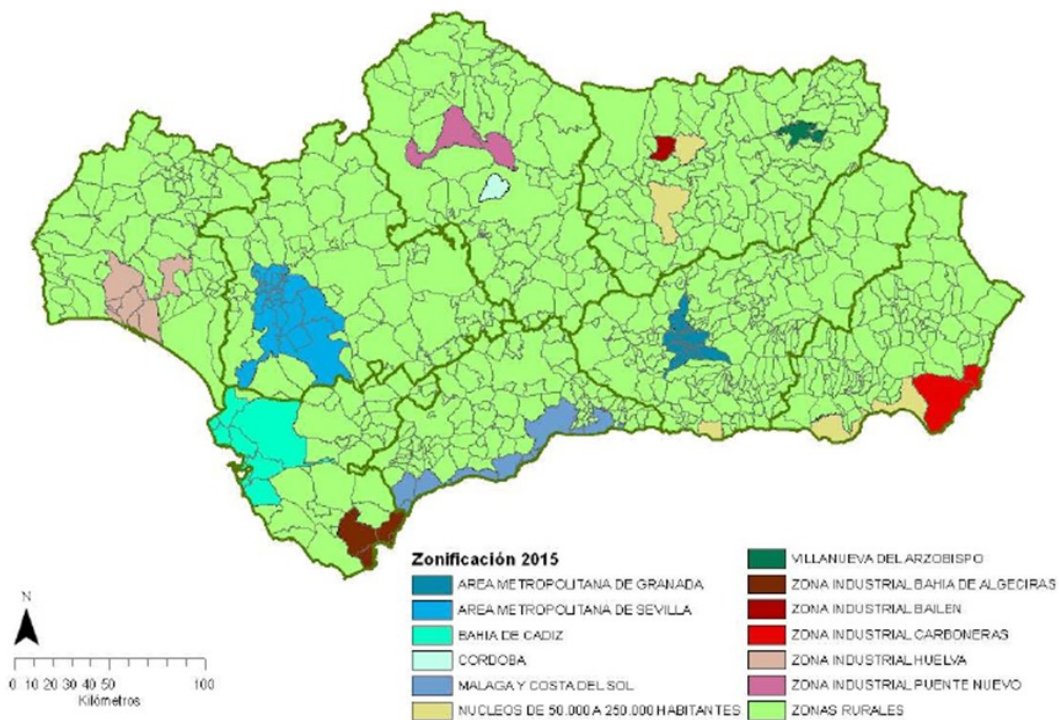 Zonificación 2015
AREA METROPOLITANA DE GRANADA
AREA METROPOLITANA DE SEVILLA
BAHIA DE CADIZ
CORDOBA
MALAGA Y COSTA DEL SOL
NUCLEOS DE 50.000 A 250.000 HABITANTES
VILLANUEVA DEL ARZOBISPO
ZONA INDUSTRIAL BAHIA DE ALGECIRAS
ZONA INDUSTRIAL BAILEN
ZONA INDUSTRIAL CARBONERAS
ZONA INDUSTRIAL HUELVA
ZONA INDUSTRIAL PUENTE NUEVO
ZONAS RURALES
N
0 10 20 30 40 50 100
Kilómetros